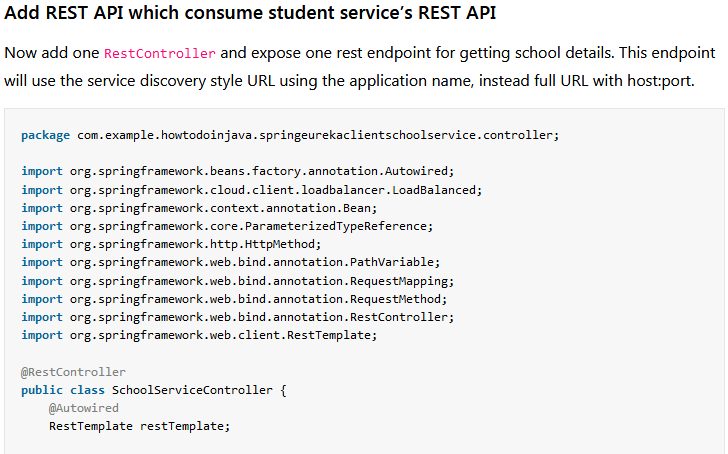 Add REST API which consume student service’s REST API
Now add one RestController and expose one rest endpoint for getting school details. This endpoint
will use the service discovery style URL using the application name, instead full URL with host:port.
package com.example.howtodoinjava.springeurekaclientschoolservice.controller;
import org.springframework.beans.factory.annotation.Autowired;
import org.springframework.cloud.client.loadbalancer.LoadBalanced;
import org.springframework.context.annotation.Bean;
import org.springframework.core.ParameterizedTypeReference;
import org.springframework.http.HttpMethod;
import org.springframework.web.bind.annotation.PathVariable;
import org.springframework.web.bind.annotation.RequestMapping;
import org.springframework.web.bind.annotation.RequestMethod;
import org.springframework.web.bind.annotation.RestController;
import org.springframework.web.client.RestTemplate;
@RestController
public class SchoolServiceController {
@Autowired
RestTemplate restTemplate;